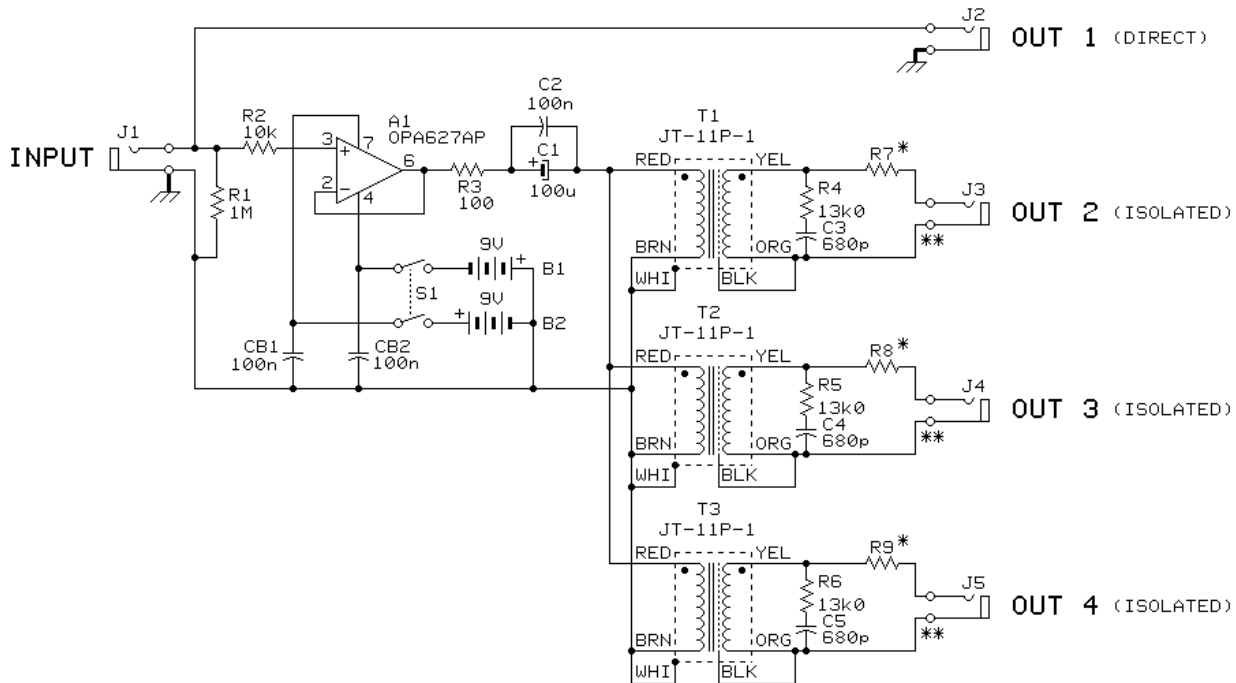 J2
OUT 1 (DIRECT)
C2
100n
A1
OPA627AP
T1
JT-11P-1
R2
10k
J1
INPUT
3
+
7
6
2
-
4
+
C1
100u
R3
100
R1
1M
RED
YEL
R7*
R4
13k0
C3
680p
J3
OUT 2 (ISOLATED)
**
BRN
ORG
WHI
BLK
9V
+
B1
S1
9V
+
B2
CB1
100n
CB2
100n
T2
JT-11P-1
RED
YEL
R8*
R5
13k0
C4
680p
J4
OUT 3 (ISOLATED)
**
BRN
ORG
WHI
BLK
T3
JT-11P-1
RED
YEL
R9*
R6
13k0
C5
680p
J5
OUT 4 (ISOLATED)
**
BRN
ORG
WHI
BLK